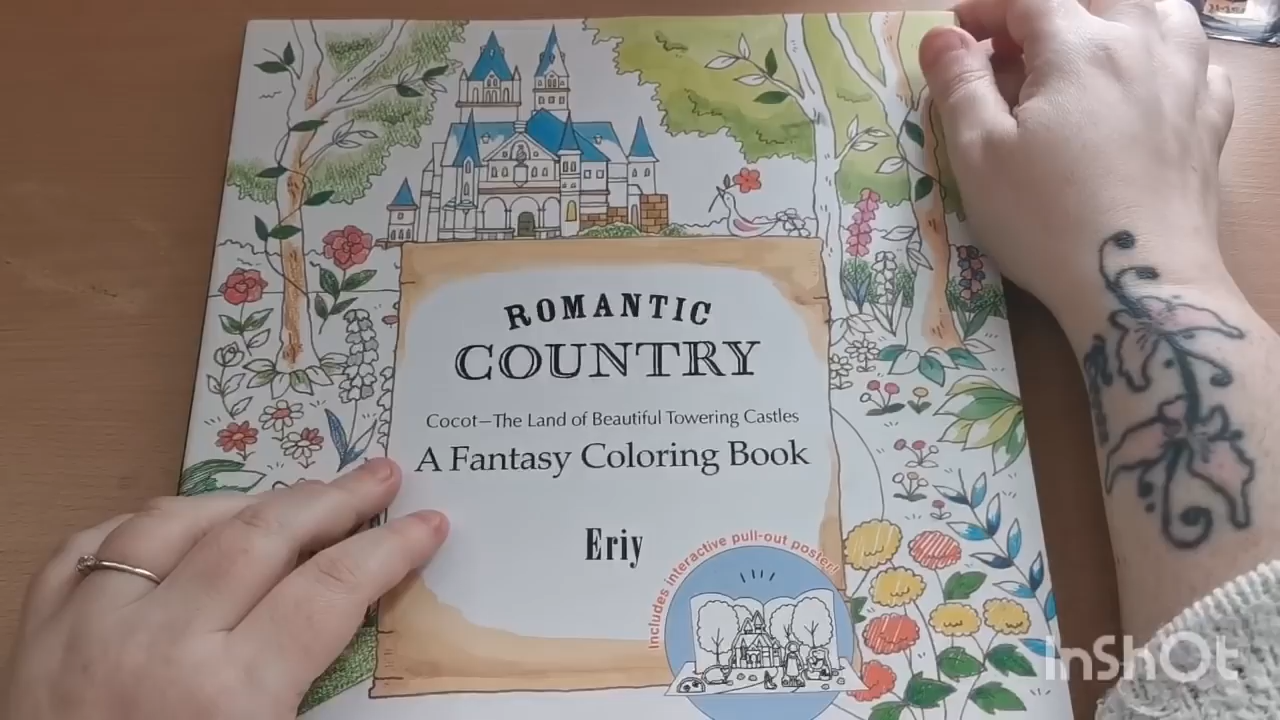 ROMANTIC
COUNTRY
Cocot—The Land of Beautiful Towering Castles
A Fantasy Coloring Book
Eriy
Includes interactive pull-out poster!
InShOt